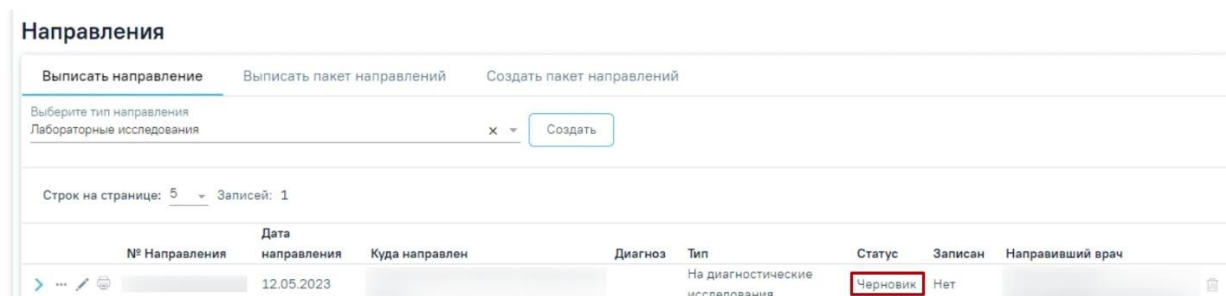 Направления
Выписать направление Выписать пакет направлений Создать пакет направлений
Выберите тип направления
Лабораторные исследования x Создать
Строк на странице: 5 Записей: 1
Дата
№ Направления направления Куда направлен Диагноз Тип Статус Записан Направивший врач
На диагностические
12.05.2023 Черновик Нет
исследования